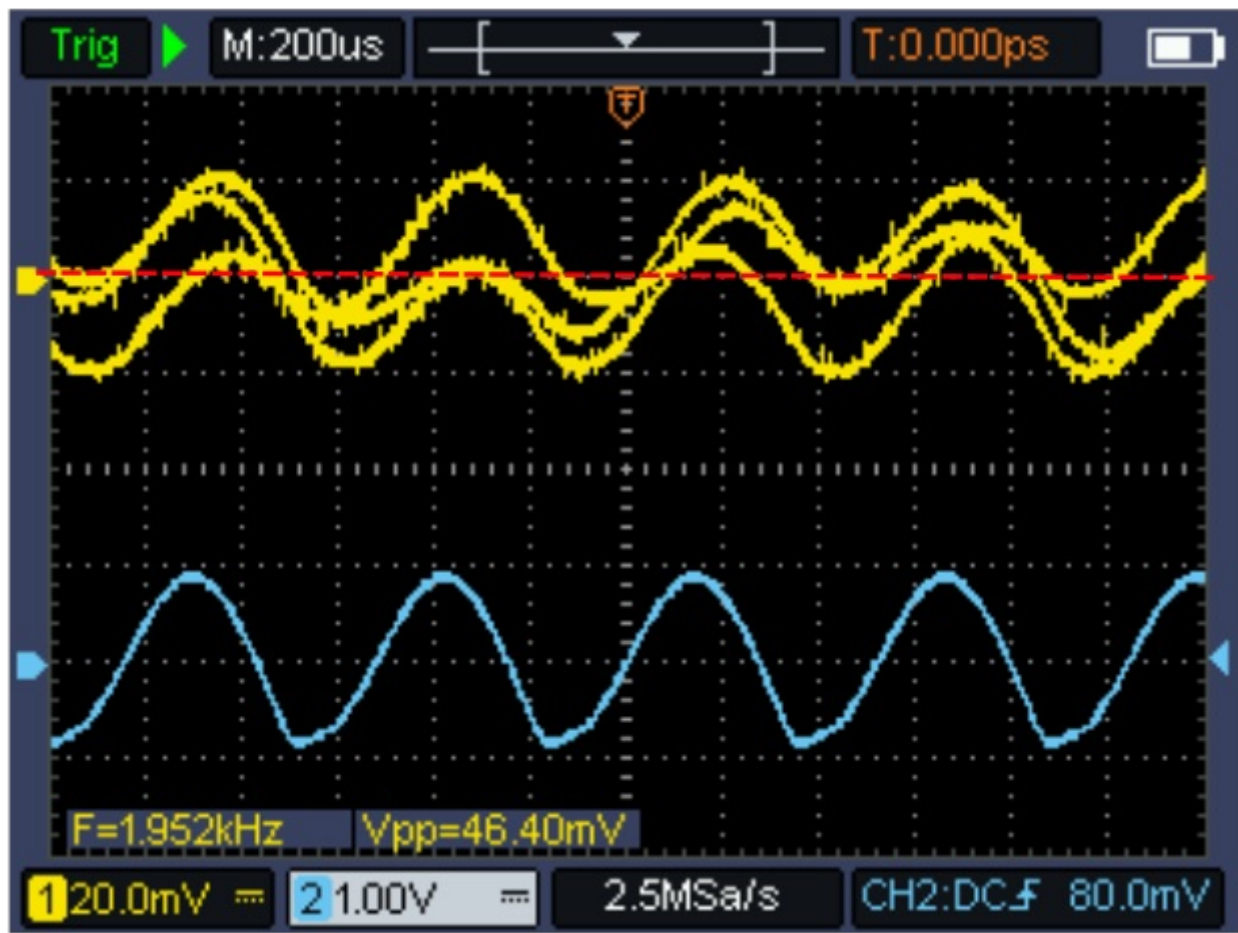 Trig M:200us T:0.000ps
T
F=1.952kHz Vpp=46.40mV
1 20.0mV 2 1.00V 2.5MSa/s CH2:DC 80.0mV